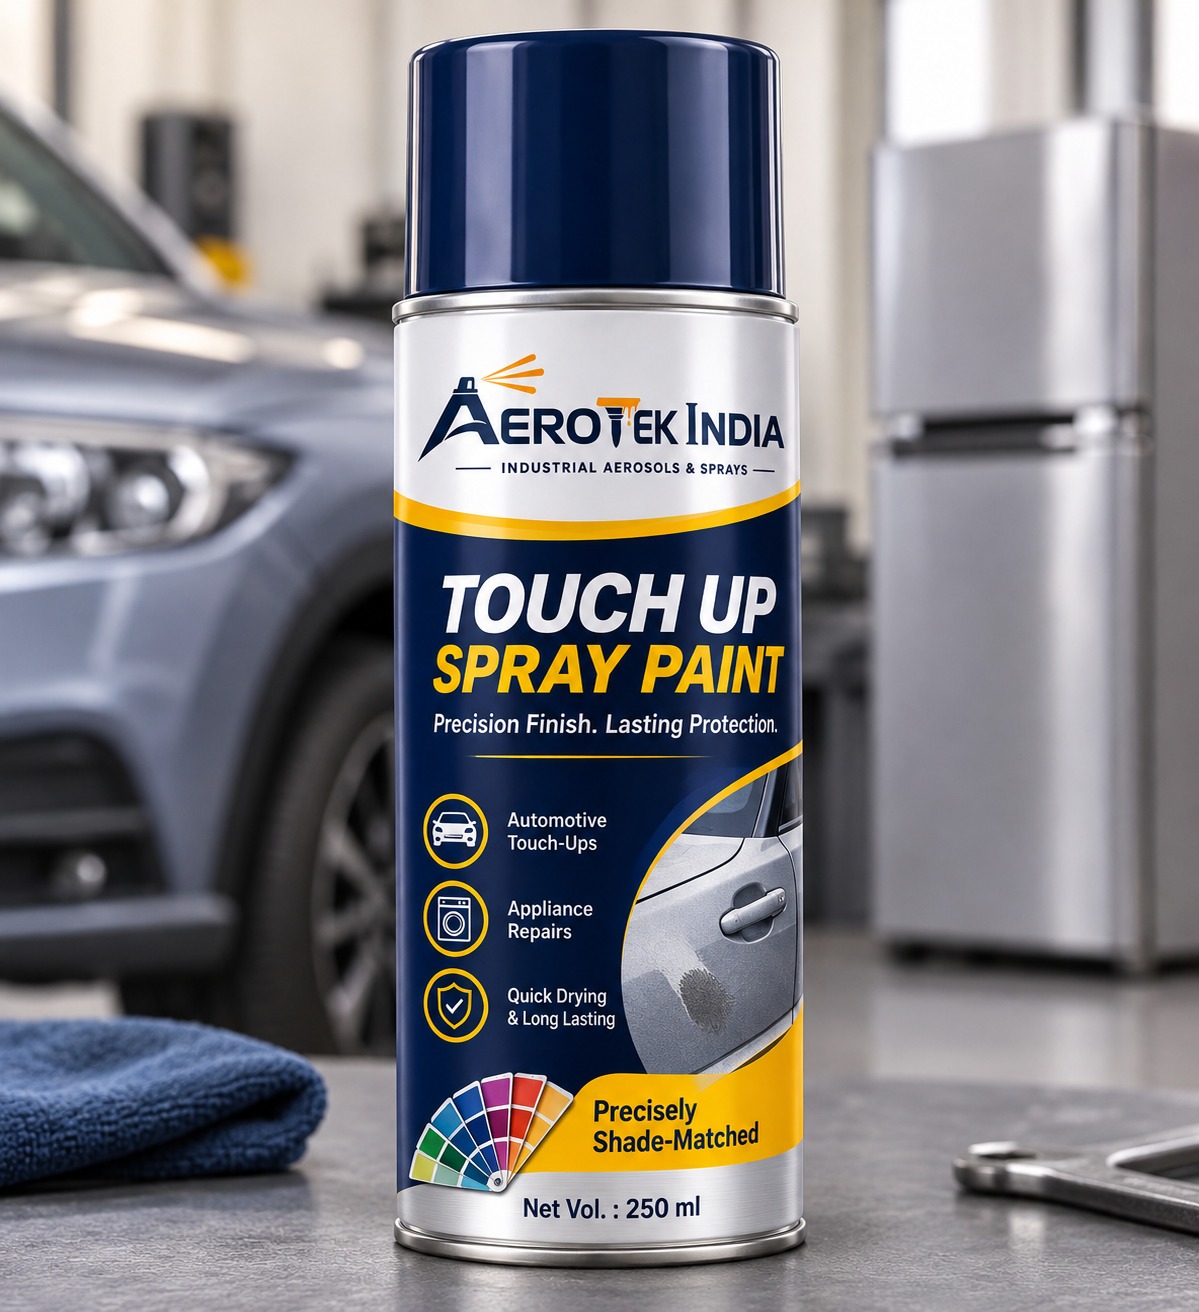 AEROTEK INDIA
INDUSTRIAL AEROSOLS & SPRAYS
TOUCH UP
SPRAY PAINT
Precision Finish. Lasting Protection.
Automotive
Touch-Ups
Appliance
Repairs
Quick Drying
& Long Lasting
Precisely
Shade-Matched
Net Vol. : 250 ml